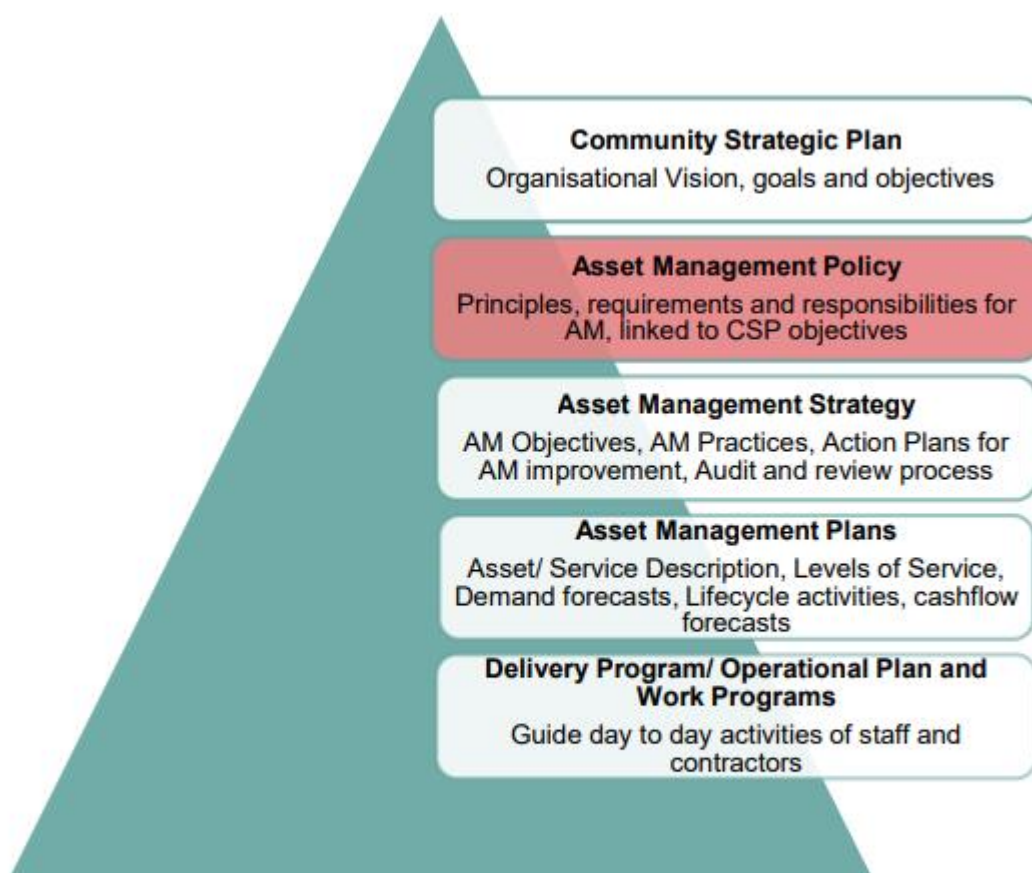 Community Strategic Plan
Organisational Vision, goals and objectives
Asset Management Policy
Principles, requirements and responsibilities for
AM, linked to CSP objectives
Asset Management Strategy
AM Objectives, AM Practices, Action Plans for
AM improvement, Audit and review process
Asset Management Plans
Asset/ Service Description, Levels of Service,
Demand forecasts, Lifecycle activities, cashflow
forecasts
Delivery Program/ Operational Plan and
Work Programs
Guide day to day activities of staff and
contractors